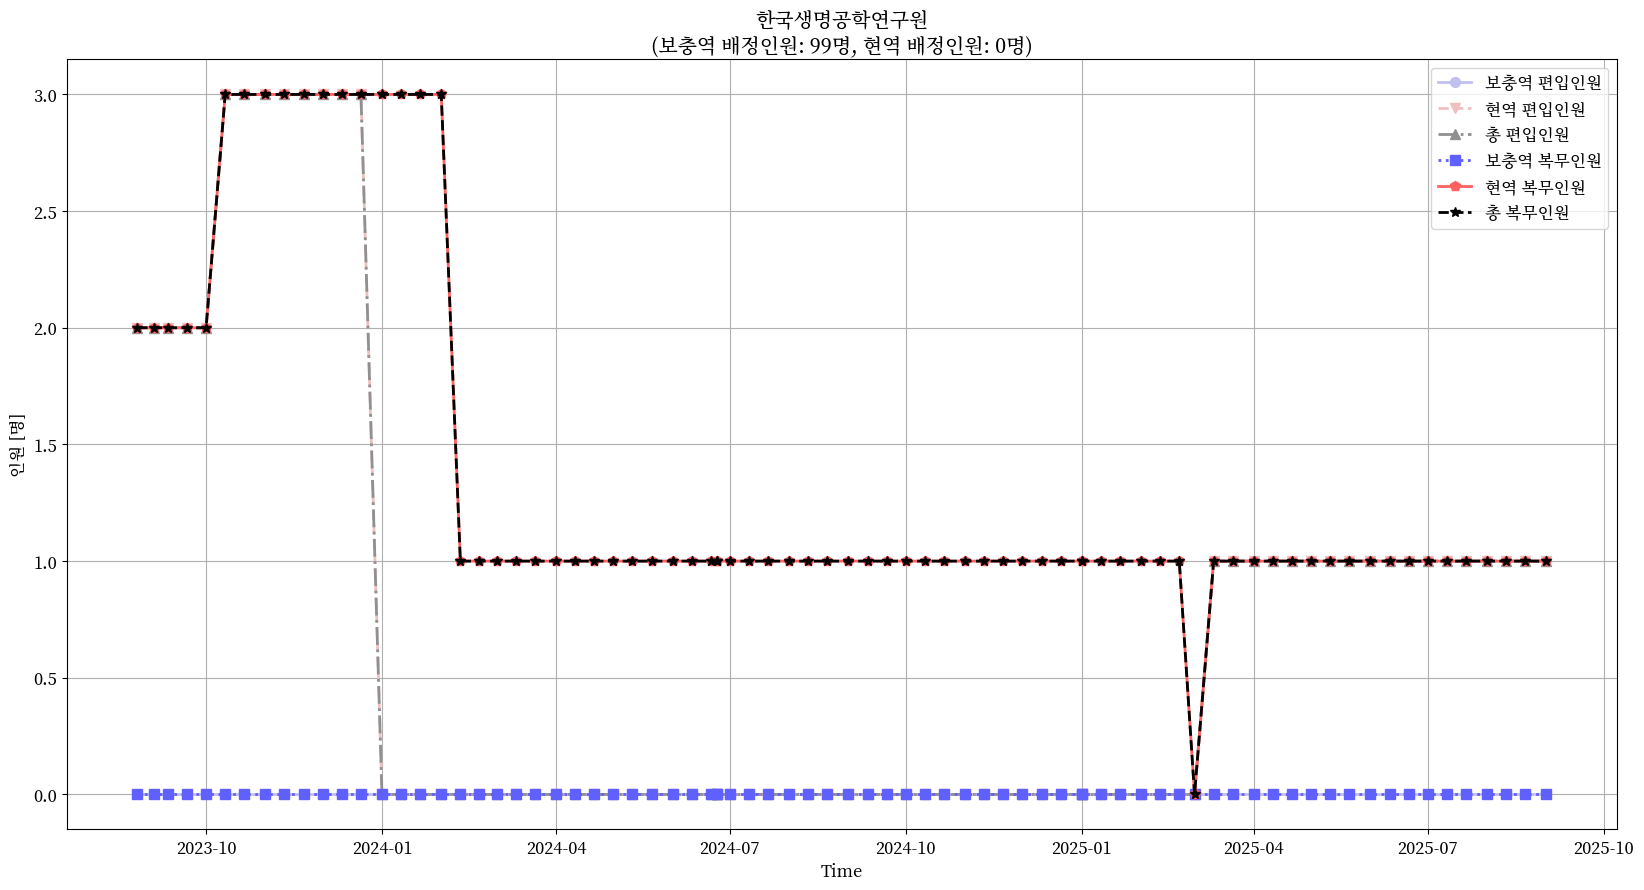 한국생명공학연구원
(보충역 배정인원: 99명, 현역 배정인원: 0명)
보충역 편입인원
현역 편입인원
총 편입인원
보충역 복무인원
현역 복무인원
총 복무인원
인원 [명]
3.0
2.5
2.0
1.5
1.0
0.5
0.0
2023-10
2024-01
2024-04
2024-07
2024-10
2025-01
2025-04
2025-07
2025-10
Time